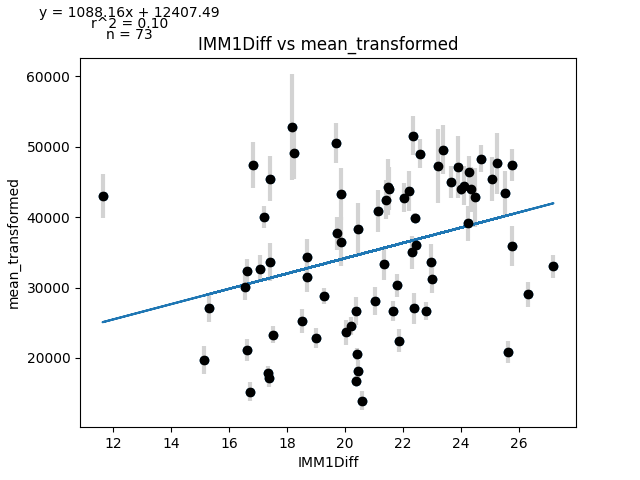 y = 1088.16x + 12407.49
r^2 = 0.10
n = 73
IMM1Diff vs mean_transformed
60000
50000
40000
30000
20000
mean_transformed
12 14 16 18 20 22 24 26
IMM1Diff